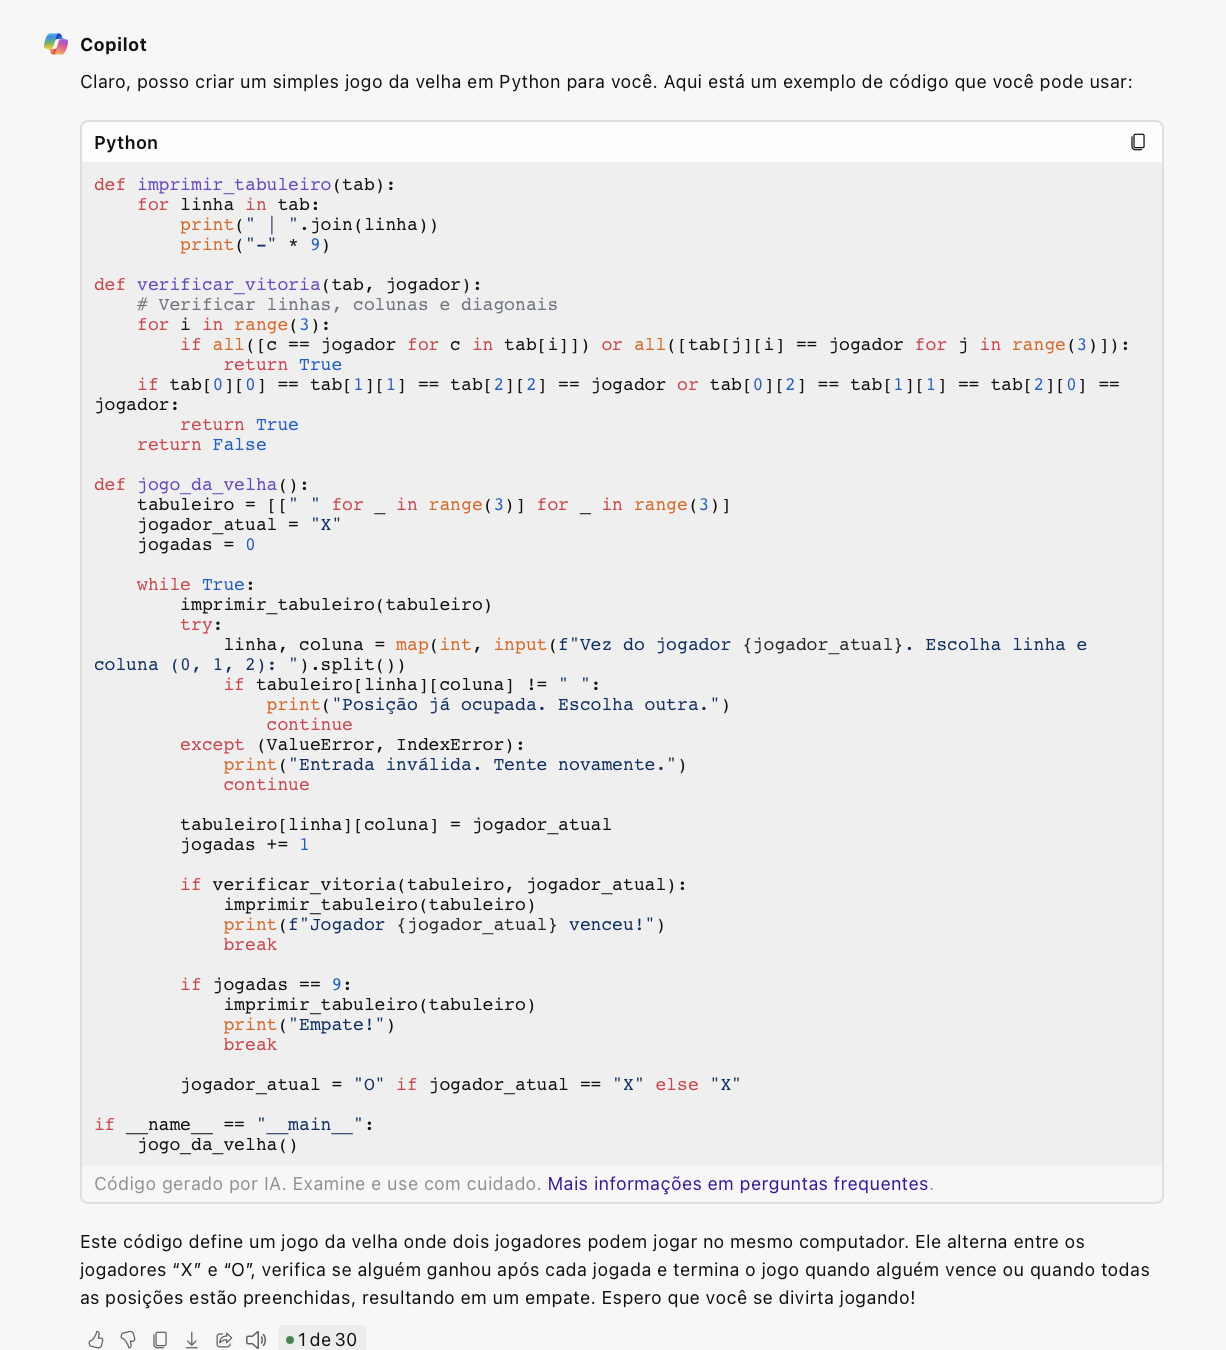 Copilot
Claro, posso criar um simples jogo da velha em Python para você. Aqui está um exemplo de código que você pode usar:
Python
def imprimir_tabuleiro(tab):
    for linha in tab:
        print(" | ".join(linha))
        print("-" * 9)

def verificar_vitoria(tab, jogador):
    # Verificar linhas, colunas e diagonais
    for i in range(3):
        if all([c == jogador for c in tab[i]]) or all([tab[j][i] == jogador for j in range(3)]):
            return True
    if tab[0][0] == tab[1][1] == tab[2][2] == jogador or tab[0][2] == tab[1][1] == tab[2][0] ==
jogador:
        return True
    return False

def jogo_da_velha():
    tabuleiro = [[" " for _ in range(3)] for _ in range(3)]
    jogador_atual = "X"
    jogadas = 0

    while True:
        imprimir_tabuleiro(tabuleiro)
        try:
            linha, coluna = map(int, input(f"Vez do jogador {jogador_atual}. Escolha linha e
coluna (0, 1, 2): ").split())
            if tabuleiro[linha][coluna] != " ":
                print("Posição já ocupada. Escolha outra.")
                continue
        except (ValueError, IndexError):
            print("Entrada inválida. Tente novamente.")
            continue

        tabuleiro[linha][coluna] = jogador_atual
        jogadas += 1

        if verificar_vitoria(tabuleiro, jogador_atual):
            imprimir_tabuleiro(tabuleiro)
            print(f"Jogador {jogador_atual} venceu!")
            break

        if jogadas == 9:
            imprimir_tabuleiro(tabuleiro)
            print("Empate!")
            break

        jogador_atual = "O" if jogador_atual == "X" else "X"

if __name__ == "__main__":
    jogo_da_velha()
Código gerado por IA. Examine e use com cuidado. Mais informações em perguntas frequentes.
Este código define um jogo da velha onde dois jogadores podem jogar no mesmo computador. Ele alterna entre os
jogadores “X” e “O”, verifica se alguém ganhou após cada jogada e termina o jogo quando alguém vence ou quando todas
as posições estão preenchidas, resultando em um empate. Espero que você se divirta jogando!
1 de 30